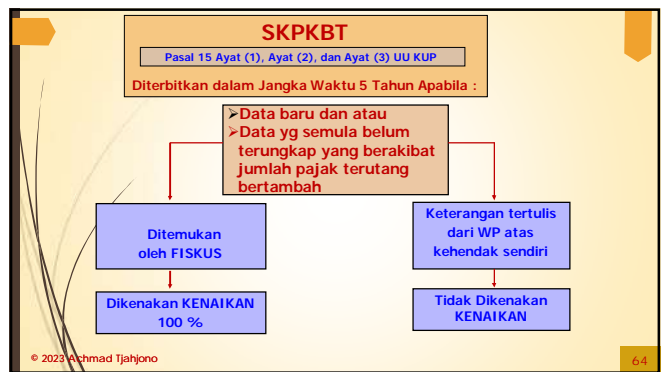 SKPKBT
Pasal 15 Ayat (1), Ayat (2), dan Ayat (3) UU KUP
Diterbitkan dalam Jangka Waktu 5 Tahun Apabila :
➢Data baru dan atau
➢Data yg semula belum
terungkap yang berakibat
jumlah pajak terutang
bertambah
Ditemukan
oleh FISKUS
Dikenakan KENAIKAN
100 %
Keterangan tertulis
dari WP atas
kehendak sendiri
Tidak Dikenakan
KENAIKAN
© 2023 Achmad Tjahjono
64